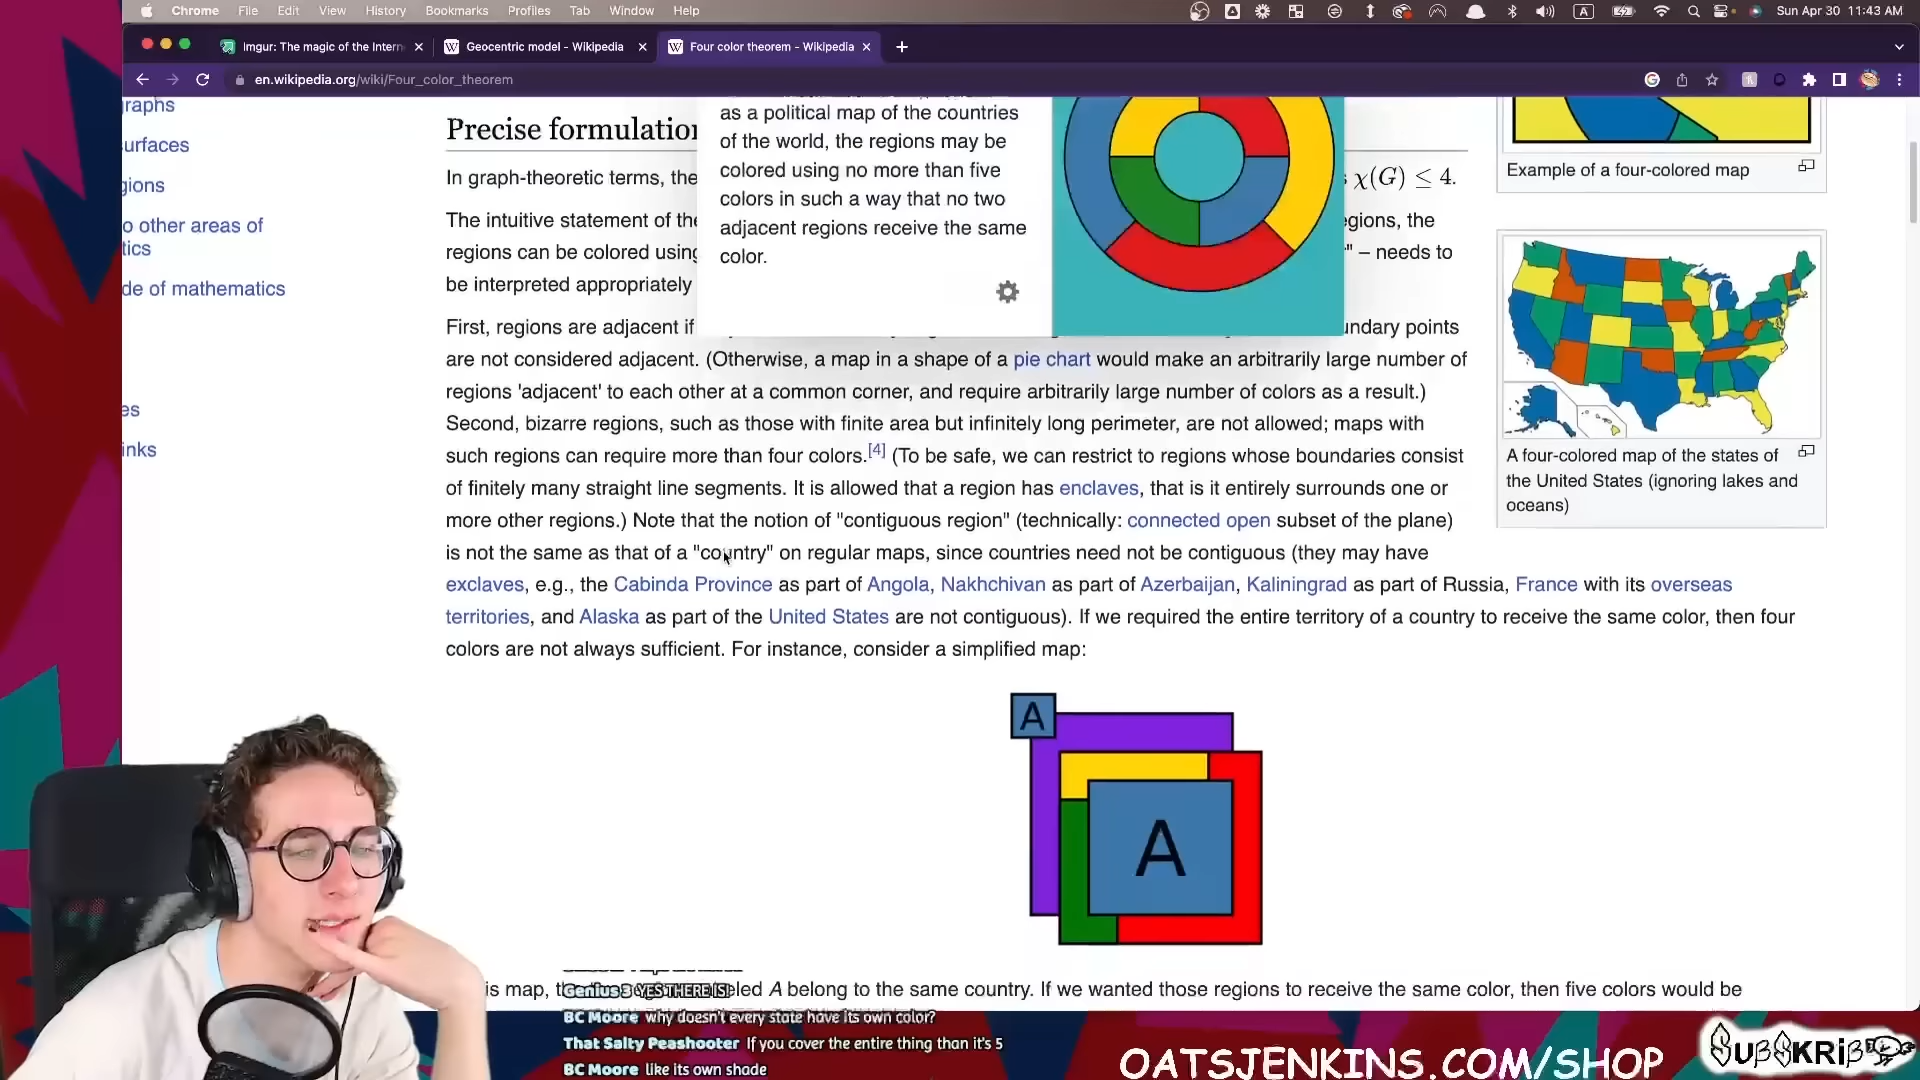 Chrome File Edit View History Bookmarks Profiles Tab Window Help
Sun Apr 30 11:43 AM
Imgur: The magic of the Intern
Geocentric model - Wikipedia
Four color theorem - Wikipedia
en.wikipedia.org/wiki/Four_color_theorem
graphs
urfaces
gions
o other areas of
tics
de of mathematics
es
inks
as a political map of the countries
of the world, the regions may be
colored using no more than five
colors in such a way that no two
adjacent regions receive the same
color.
Precise formulation
In graph-theoretic terms, the
χ(G) ≤ 4.
The intuitive statement of the
egions, the
regions can be colored using
" – needs to
be interpreted appropriately
First, regions are adjacent if
undary points
are not considered adjacent. (Otherwise, a map in a shape of a pie chart would make an arbitrarily large number of
regions 'adjacent' to each other at a common corner, and require arbitrarily large number of colors as a result.)
Second, bizarre regions, such as those with finite area but infinitely long perimeter, are not allowed; maps with
such regions can require more than four colors.[4] (To be safe, we can restrict to regions whose boundaries consist
of finitely many straight line segments. It is allowed that a region has enclaves, that is it entirely surrounds one or
more other regions.) Note that the notion of "contiguous region" (technically: connected open subset of the plane)
is not the same as that of a "country" on regular maps, since countries need not be contiguous (they may have
exclaves, e.g., the Cabinda Province as part of Angola, Nakhchivan as part of Azerbaijan, Kaliningrad as part of Russia, France with its overseas
territories, and Alaska as part of the United States are not contiguous). If we required the entire territory of a country to receive the same color, then four
colors are not always sufficient. For instance, consider a simplified map:
Example of a four-colored map
A four-colored map of the states of
the United States (ignoring lakes and
oceans)
A
A
is map, t
eled A belong to the same country. If we wanted those regions to receive the same color, then five colors would be
Genius3 YES THERE IS!
BC Moore why doesn't every state have its own color?
That Salty Peashooter If you cover the entire thing than it's 5
BC Moore like its own shade
OATSJENKINS.COM/SHOP
SUBSKRIB